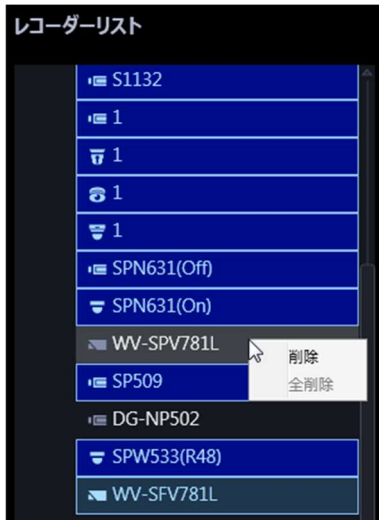 レコーダーリスト
S1132
1
1
1
1
SPN631(Off)
SPN631(On)
WV-SPV781L
削除
SP509
全削除
DG-NP502
SPW533(R48)
WV-SFV781L